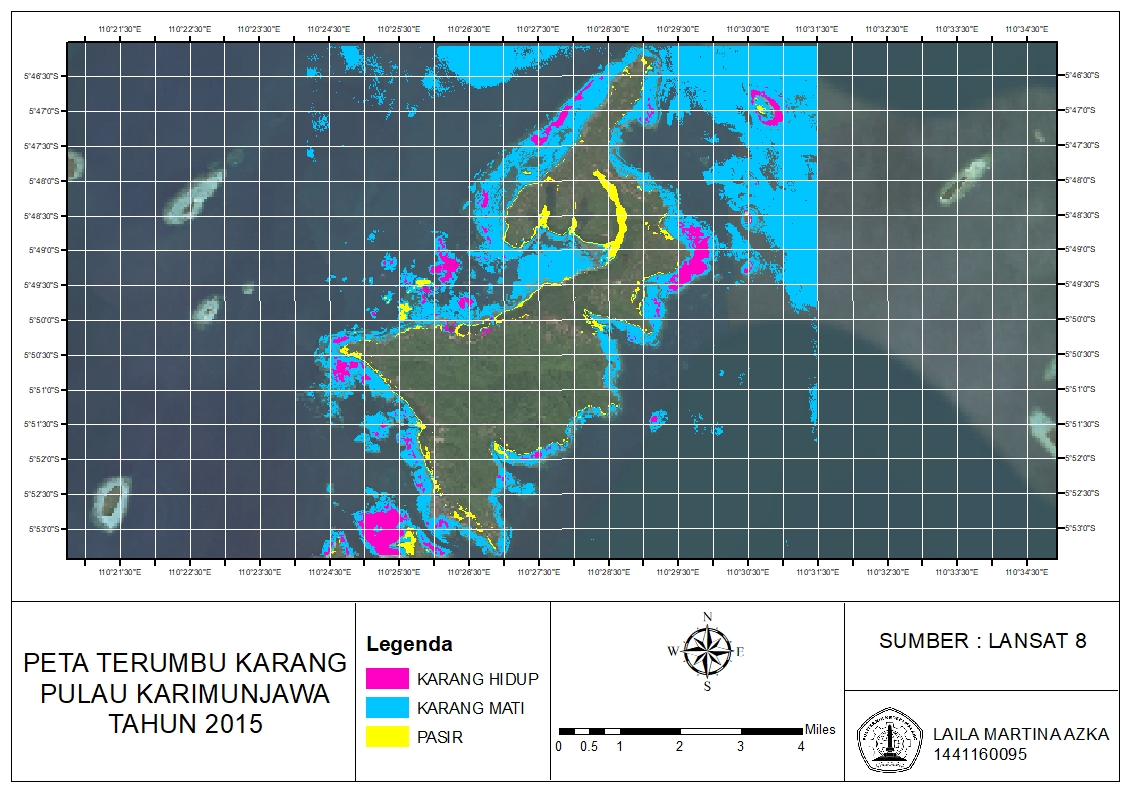 110°21'30"E 110°22'30"E 110°23'30"E 110°24'30"E 110°25'30"E 110°26'30"E 110°27'30"E 110°28'30"E 110°29'30"E 110°30'30"E 110°31'30"E 110°32'30"E 110°33'30"E 110°34'30"E
5°46'30"S 5°46'30"S
5°47'0"S 5°47'0"S
5°47'30"S 5°47'30"S
5°48'0"S 5°48'0"S
5°48'30"S 5°48'30"S
5°49'0"S 5°49'0"S
5°49'30"S 5°49'30"S
5°50'0"S 5°50'0"S
5°50'30"S 5°50'30"S
5°51'0"S 5°51'0"S
5°51'30"S 5°51'30"S
5°52'0"S 5°52'0"S
5°52'30"S 5°52'30"S
5°53'0"S 5°53'0"S
110°21'30"E 110°22'30"E 110°23'30"E 110°24'30"E 110°25'30"E 110°26'30"E 110°27'30"E 110°28'30"E 110°29'30"E 110°30'30"E 110°31'30"E 110°32'30"E 110°33'30"E 110°34'30"E
PETA TERUMBU KARANG
PULAU KARIMUNJAWA
TAHUN 2015
Legenda
KARANG HIDUP
KARANG MATI
PASIR
N
W E
S
Miles
0 0.5 1 2 3 4
SUMBER : LANSAT 8
LAILA MARTINA AZKA
1441160095